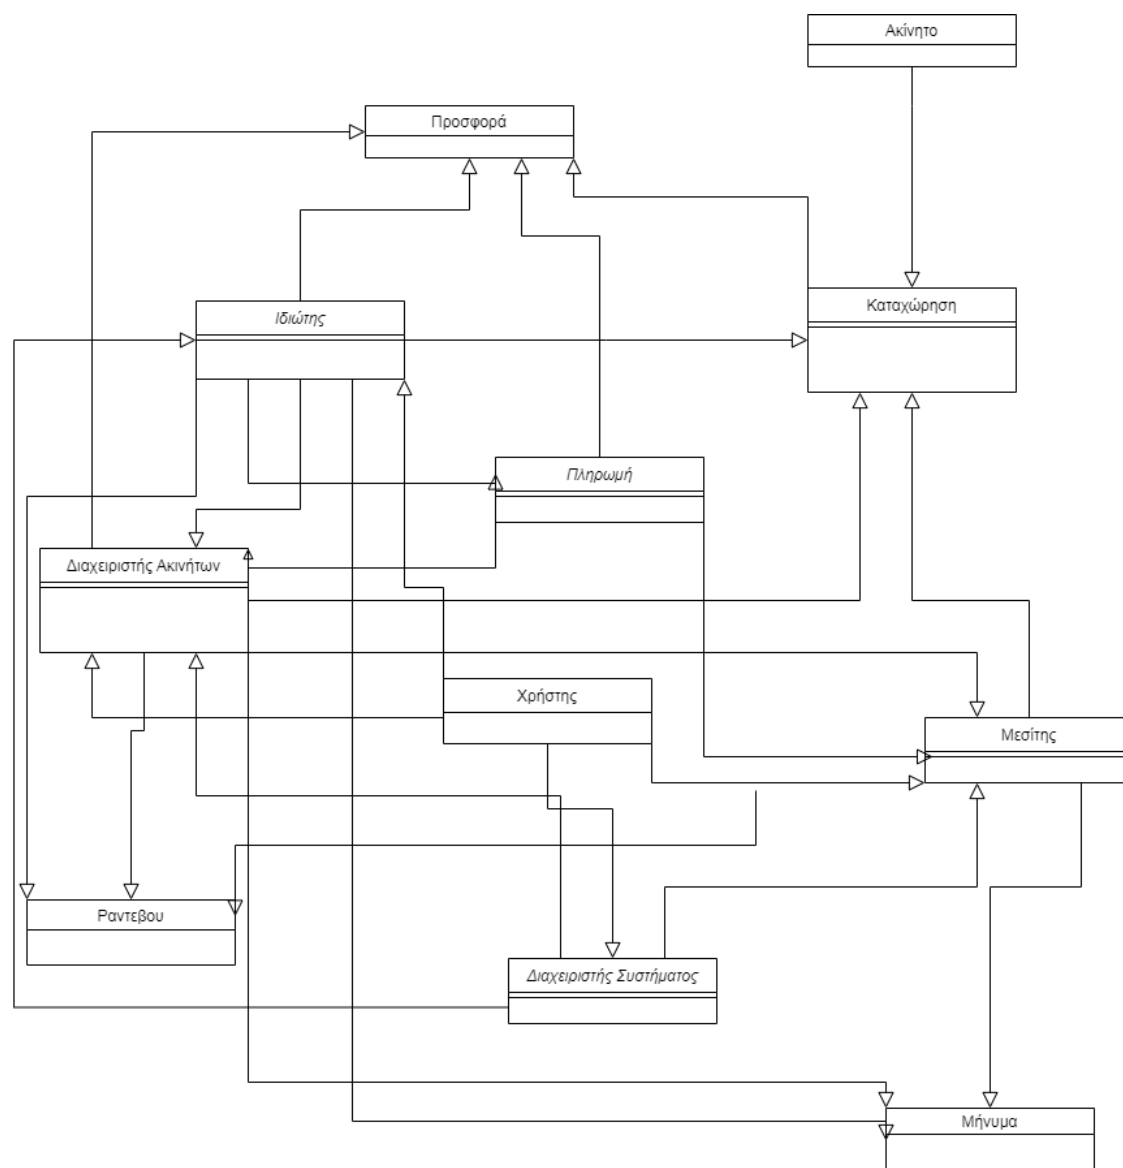 Ακίνητο
Προσφορά
Καταχώρηση
Ιδιώτης
Πληρωμή
Διαχειριστής Ακινήτων
Χρήστης
Μεσίτης
Ραντεβου
Διαχειριστής Συστήματος
Μήνυμα